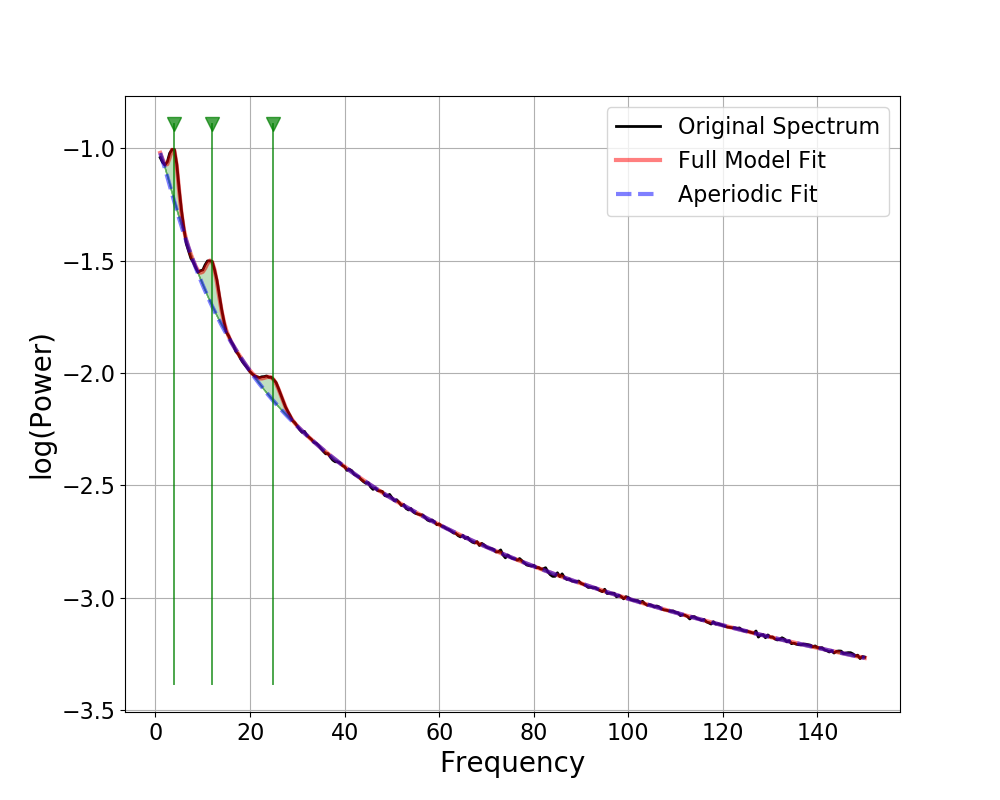 Original Spectrum
Full Model Fit
Aperiodic Fit
log(Power)
−1.0
−1.5
−2.0
−2.5
−3.0
−3.5
0 20 40 60 80 100 120 140
Frequency